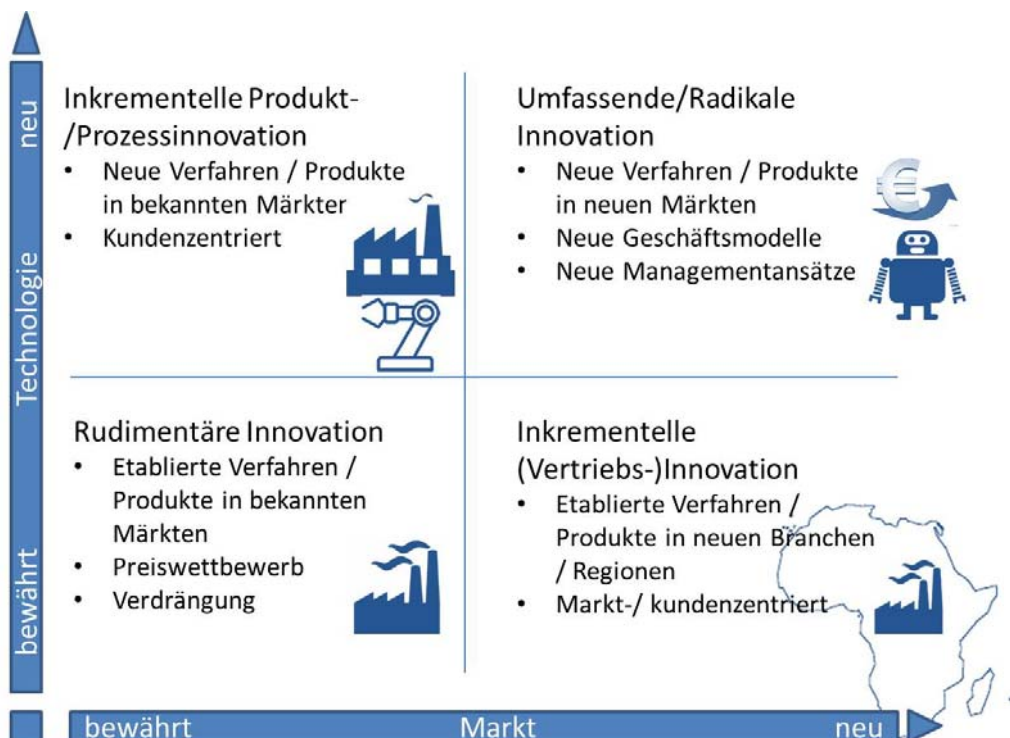 neu
Technologie
bewährt
Inkrementelle Produkt-
/Prozessinnovation
• Neue Verfahren / Produkte
in bekannten Märkter
• Kundenzentriert
Umfassende/Radikale
Innovation
• Neue Verfahren / Produkte
in neuen Märkten
• Neue Geschäftsmodelle
• Neue Managementansätze
€
Rudimentäre Innovation
• Etablierte Verfahren /
Produkte in bekannten
Märkten
• Preiswettbewerb
• Verdrängung
Inkrementelle
(Vertriebs-)Innovation
• Etablierte Verfahren /
Produkte in neuen Branchen
/ Regionen
• Markt-/ kundenzentriert
bewährt Markt neu